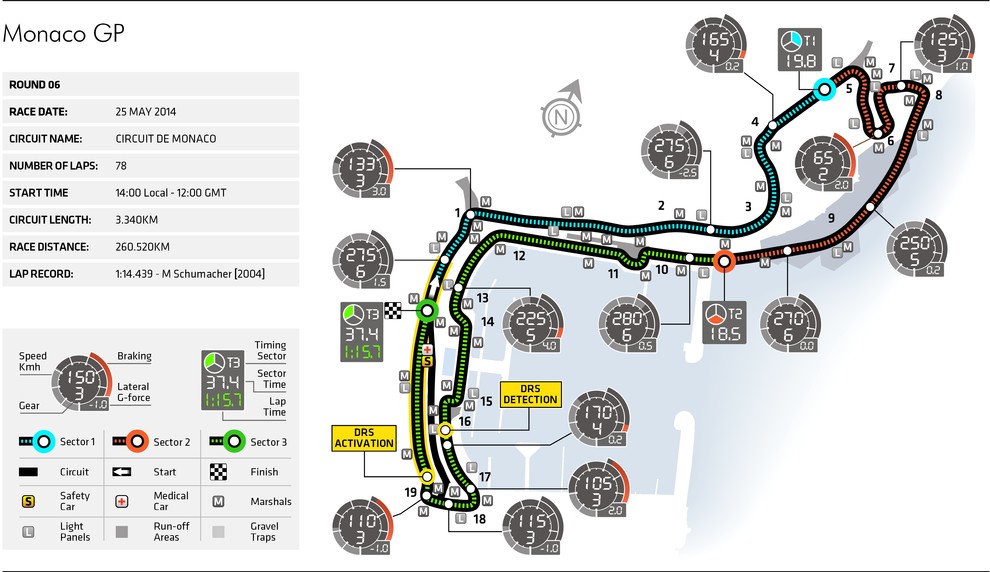 Monaco GP
ROUND 06
RACE DATE: 25 MAY 2014
CIRCUIT NAME: CIRCUIT DE MONACO
NUMBER OF LAPS: 78
START TIME 14:00 Local - 12:00 GMT
CIRCUIT LENGTH: 3.340KM
RACE DISTANCE: 260.520KM
LAP RECORD: 1:14.439 - M Schumacher [2004]
Speed
Kmh
Braking
Gear
Lateral
G-force
150
3
-1.0
T3
37.4
1:15.7
Timing
Sector
Sector
Time
Lap
Time
Sector 1
Sector 2
Sector 3
Circuit
Start
Finish
S
Safety
Car
Medical
Car
M
Marshals
L
Light
Panels
Run-off
Areas
Gravel
Traps
N
165
4
0.2
T1
19.8
125
3
1.0
275
6
-2.5
65
2
2.0
133
3
3.0
275
6
1.5
250
5
0.2
T3
37.4
1:15.7
225
5
4.0
280
6
0.5
T2
18.5
270
6
0.0
DRS
DETECTION
DRS
ACTIVATION
170
4
0.2
105
3
2.0
110
3
-1.0
115
3
-1.0
1
2
3
4
5
6
7
8
9
10
11
12
13
14
15
16
17
18
19